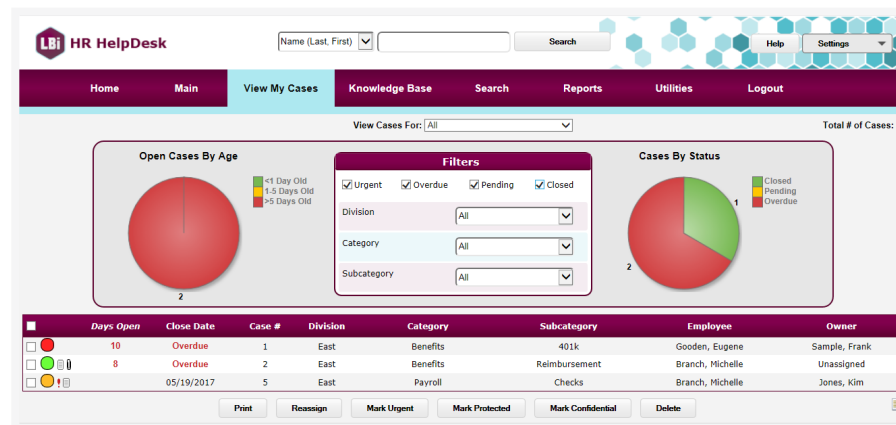 LBi HR HelpDesk Name (Last, First) Search Help Settings
Home Main View My Cases Knowledge Base Search Reports Utilities Logout
View Cases For: All Total # of Cases:
Open Cases By Age
<1 Day Old
1-5 Days Old
>5 Days Old
2
Filters
Urgent Overdue Pending Closed
Division All
Category All
Subcategory All
Cases By Status
Closed
Pending
Overdue
1
2
Days Open Close Date Case # Division Category Subcategory Employee Owner
10 Overdue 1 East Benefits 401k Gooden, Eugene Sample, Frank
8 Overdue 2 East Benefits Reimbursement Branch, Michelle Unassigned
05/19/2017 5 East Payroll Checks Branch, Michelle Jones, Kim
Print Reassign Mark Urgent Mark Protected Mark Confidential Delete